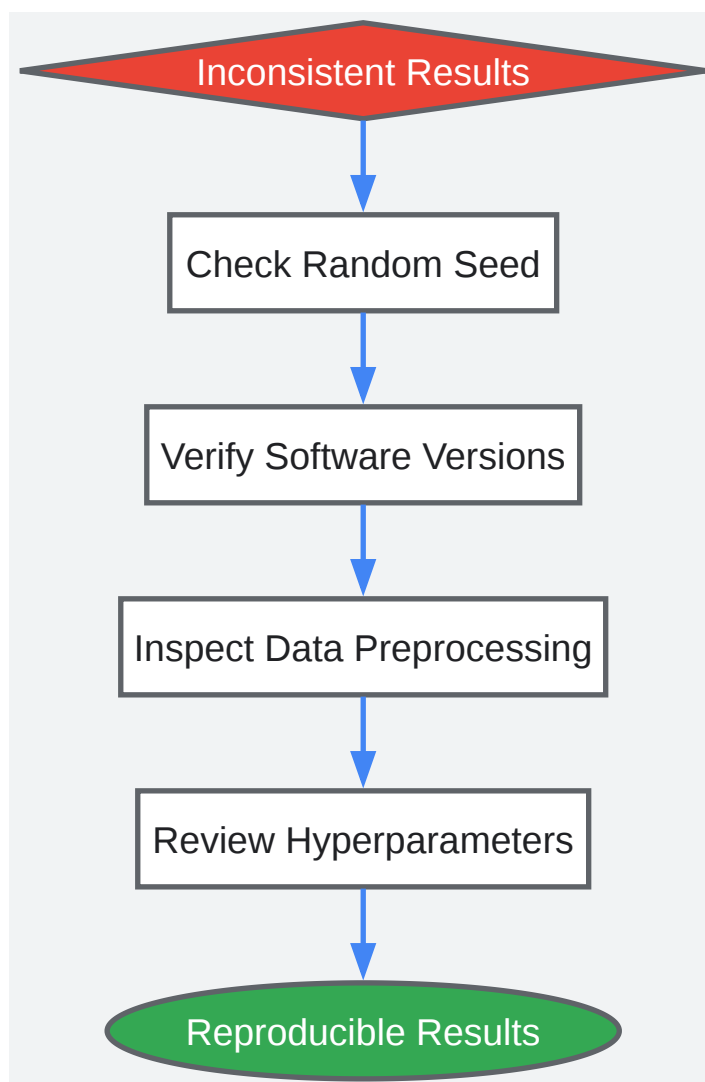 Inconsistent Results
Check Random Seed
Verify Software Versions
Inspect Data Preprocessing
Review Hyperparameters
Reproducible Results